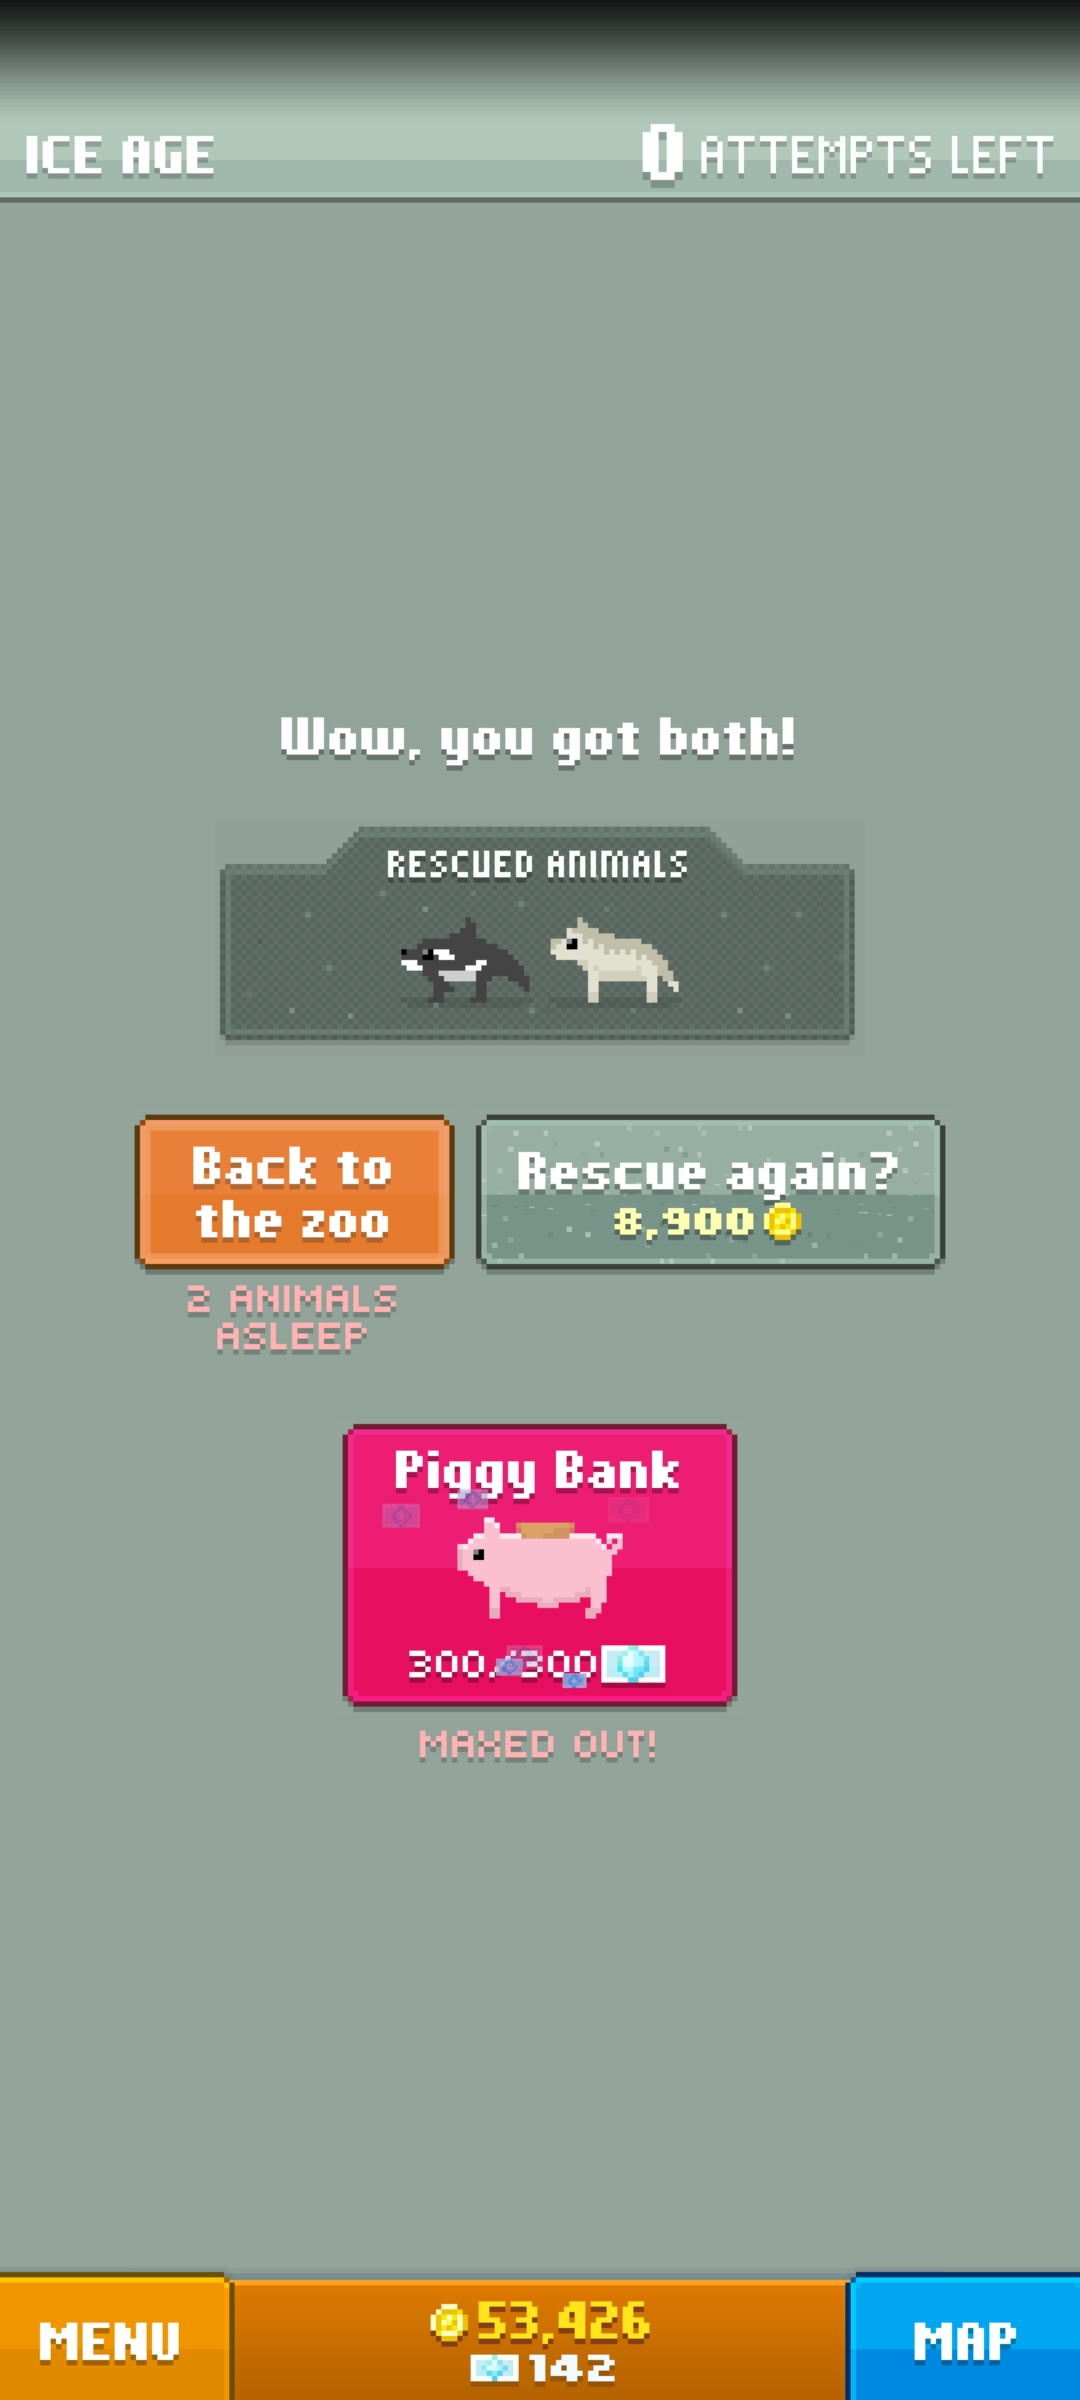 ICE AGE
0 ATTEMPTS LEFT
Wow, you got both!
RESCUED ANIMALS
Back to
the zoo
Rescue again?
8,900
2 ANIMALS
ASLEEP
Piggy Bank
300/300
MAXED OUT!
MENU
53,426
142
MAP